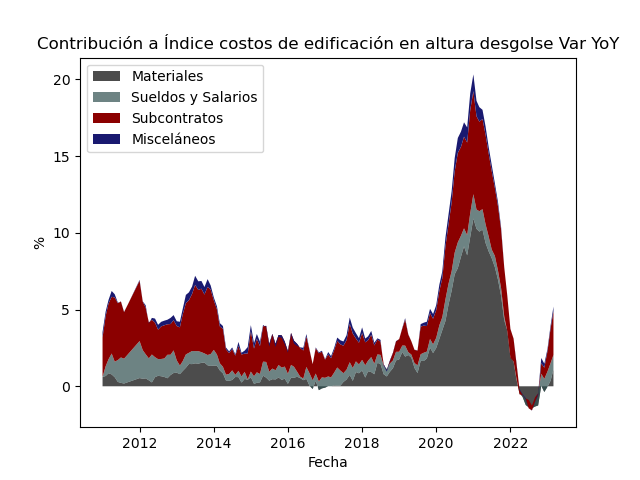 Contribución a Índice costos de edificación en altura desgolse Var YoY
Materiales
Sueldos y Salarios
Subcontratos
Misceláneos
20
15
10
5
0
%
2012 2014 2016 2018 2020 2022
Fecha